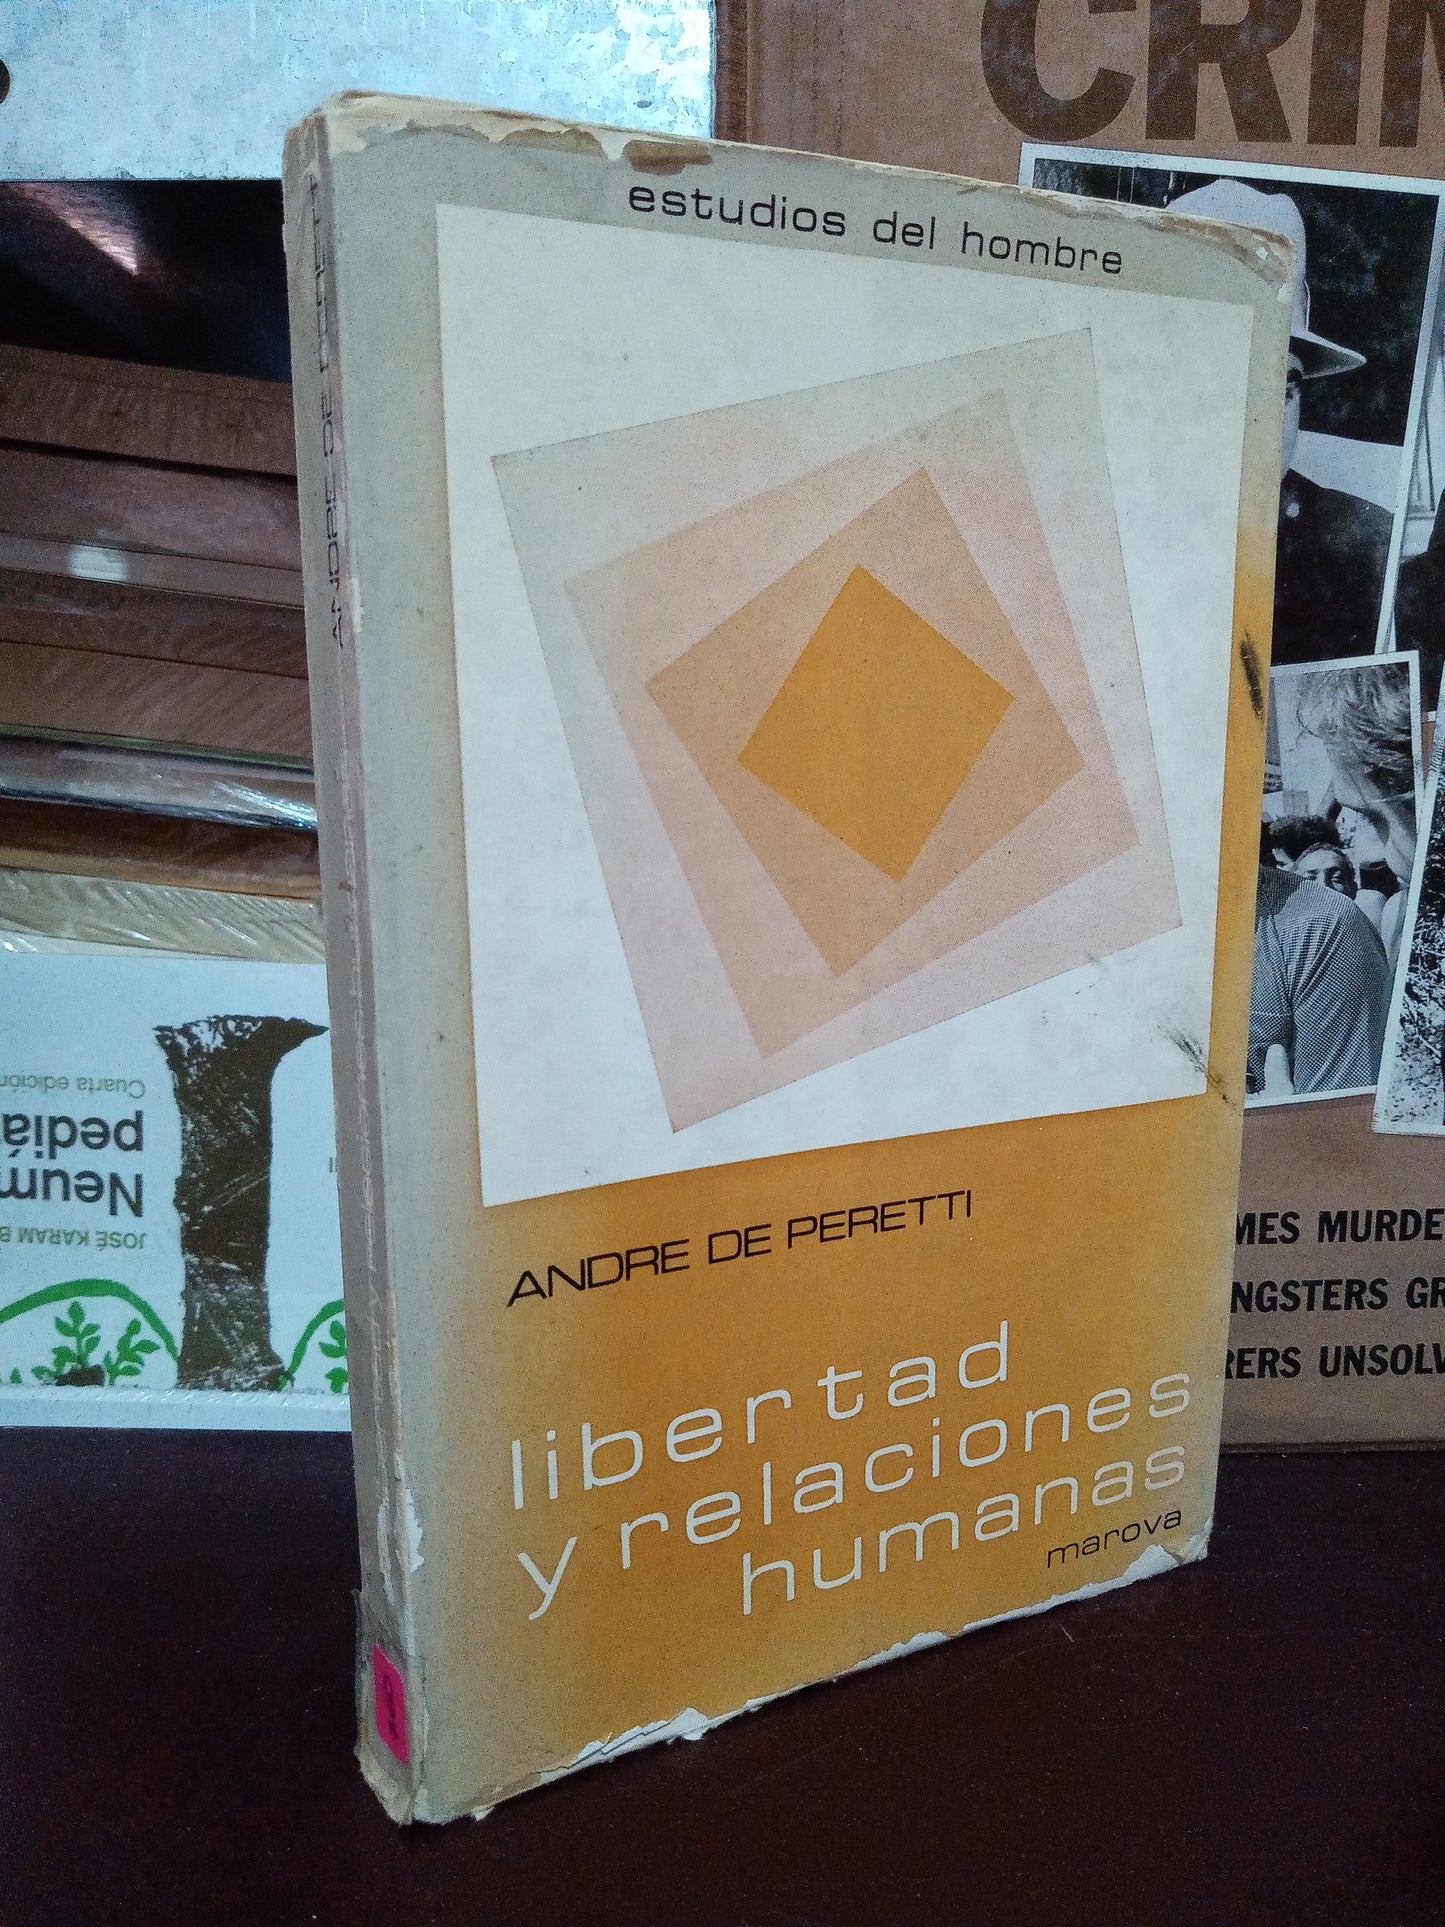 CRIM
estudios del hombre
ANDRE DE PERETTI
ANDRE DE PERETTI
libertad
y relaciones
humanas
marova
Cuarta edición
pediá
Neum
JOSÉ KARAM B
MES MURDE
NGSTERS GR
RERS UNSOLV